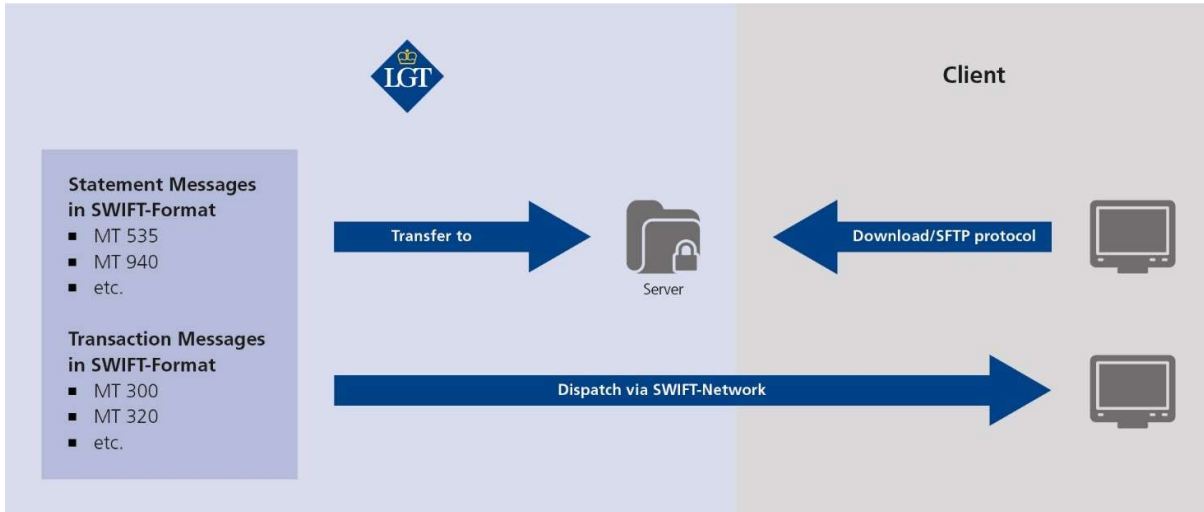 LGT
Client
Statement Messages
in SWIFT-Format
■ MT 535
■ MT 940
■ etc.
Transfer to
Server
Download/SFTP protocol
Transaction Messages
in SWIFT-Format
■ MT 300
■ MT 320
■ etc.
Dispatch via SWIFT-Network